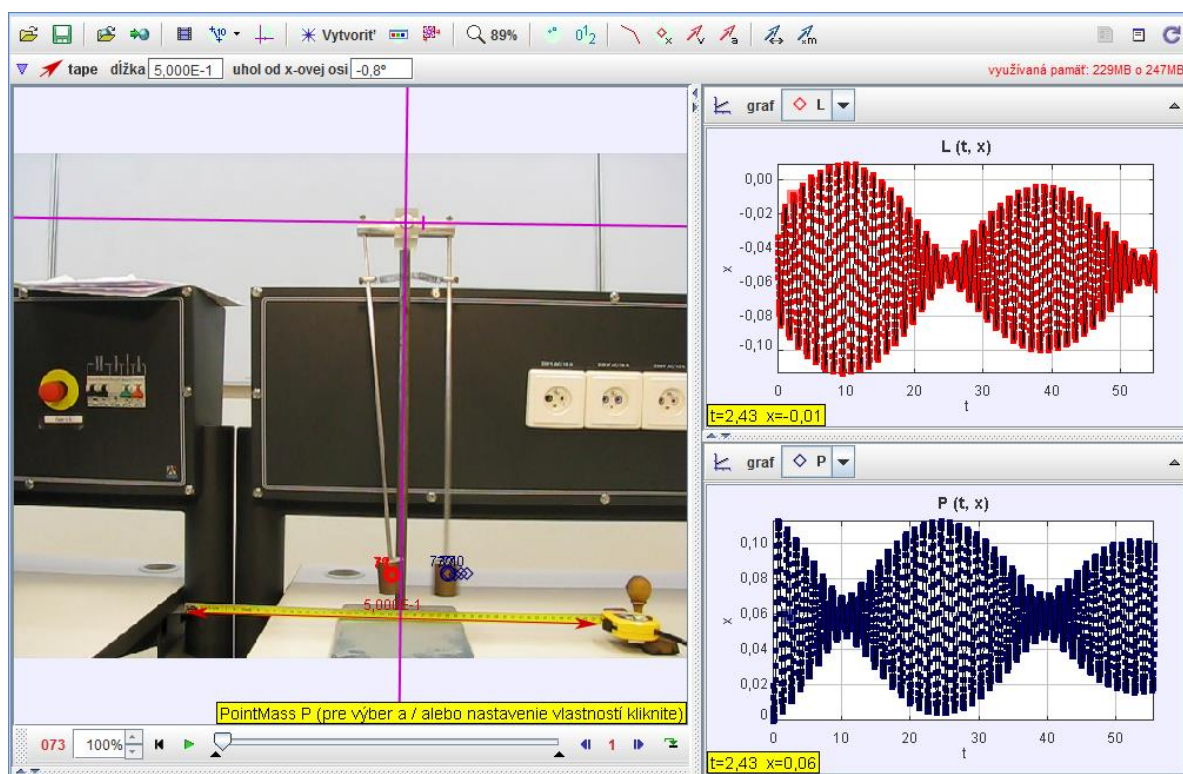 Vytvoriť 89%
tape dĺžka 5,000E-1 uhol od x-ovej osi -0,8° využívaná pamäť: 229MB o 247MB
5,000E-1
PointMass P (pre výber a / alebo nastavenie vlastností kliknite)
073 100% 1
graf L
L (t, x)
0,00
-0,02
-0,04
x
-0,06
-0,08
-0,10
0 10 20 30 40 50
t
t=2,43 x=-0,01
graf P
P (t, x)
0,10
0,08
x
0,06
0,04
0,02
0
0 10 20 30 40 50
t
t=2,43 x=0,06